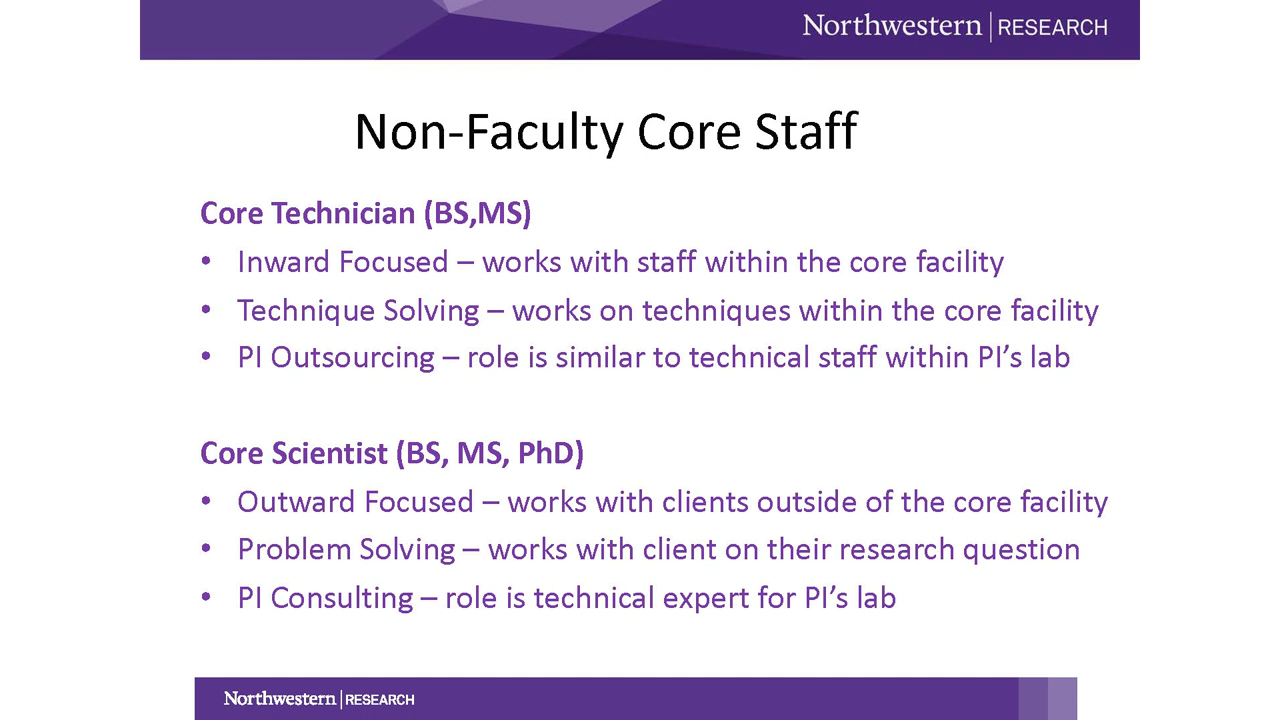 Northwestern | RESEARCH
Non-Faculty Core Staff
Core Technician (BS,MS)
• Inward Focused – works with staff within the core facility
• Technique Solving – works on techniques within the core facility
• PI Outsourcing – role is similar to technical staff within PI’s lab
Core Scientist (BS, MS, PhD)
• Outward Focused – works with clients outside of the core facility
• Problem Solving – works with client on their research question
• PI Consulting – role is technical expert for PI’s lab
Northwestern | RESEARCH